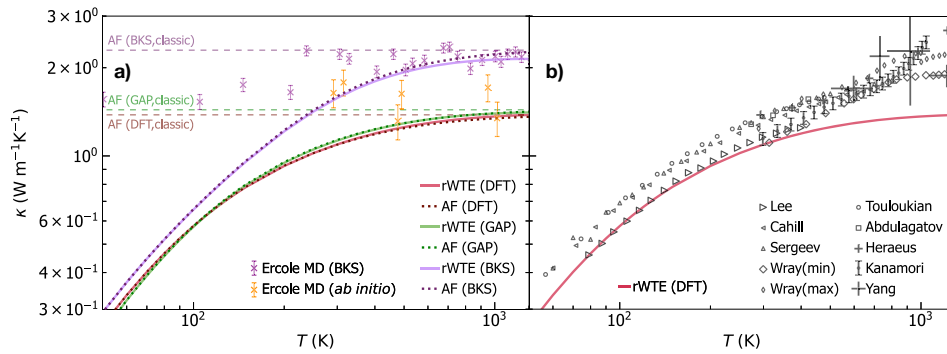 3 × 10⁰
2 × 10⁰
10⁰
6 × 10⁻¹
4 × 10⁻¹
3 × 10⁻¹
κ (W m⁻¹K⁻¹)
AF (BKS,classic)
a)
AF (GAP,classic)
AF (DFT,classic)
rWTE (DFT)
AF (DFT)
rWTE (GAP)
AF (GAP)
rWTE (BKS)
AF (BKS)
Ercole MD (BKS)
Ercole MD (ab initio)
10²
10³
T (K)
b)
Lee
Cahill
Sergeev
Wray(min)
Wray(max)
Touloukian
Abdulagatov
Heraeus
Kanamori
Yang
rWTE (DFT)
10²
10³
T (K)